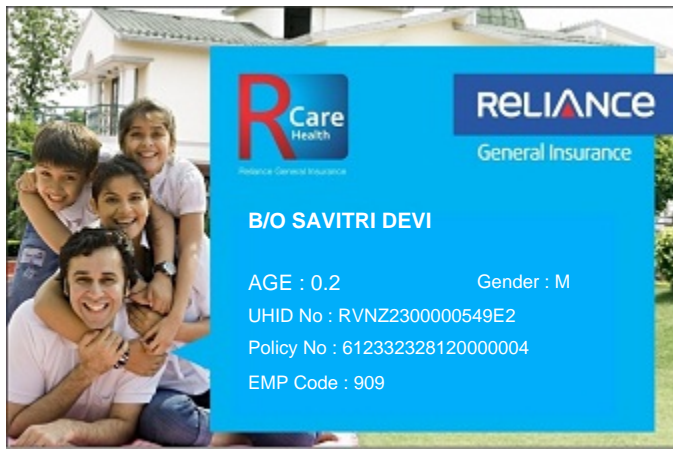 R Care
Health
Reliance General Insurance
RELIANCE
General Insurance
B/O SAVITRI DEVI
AGE : 0.2 Gender : M
UHID No : RVNZ2300000549E2
Policy No : 612332328120000004
EMP Code : 909